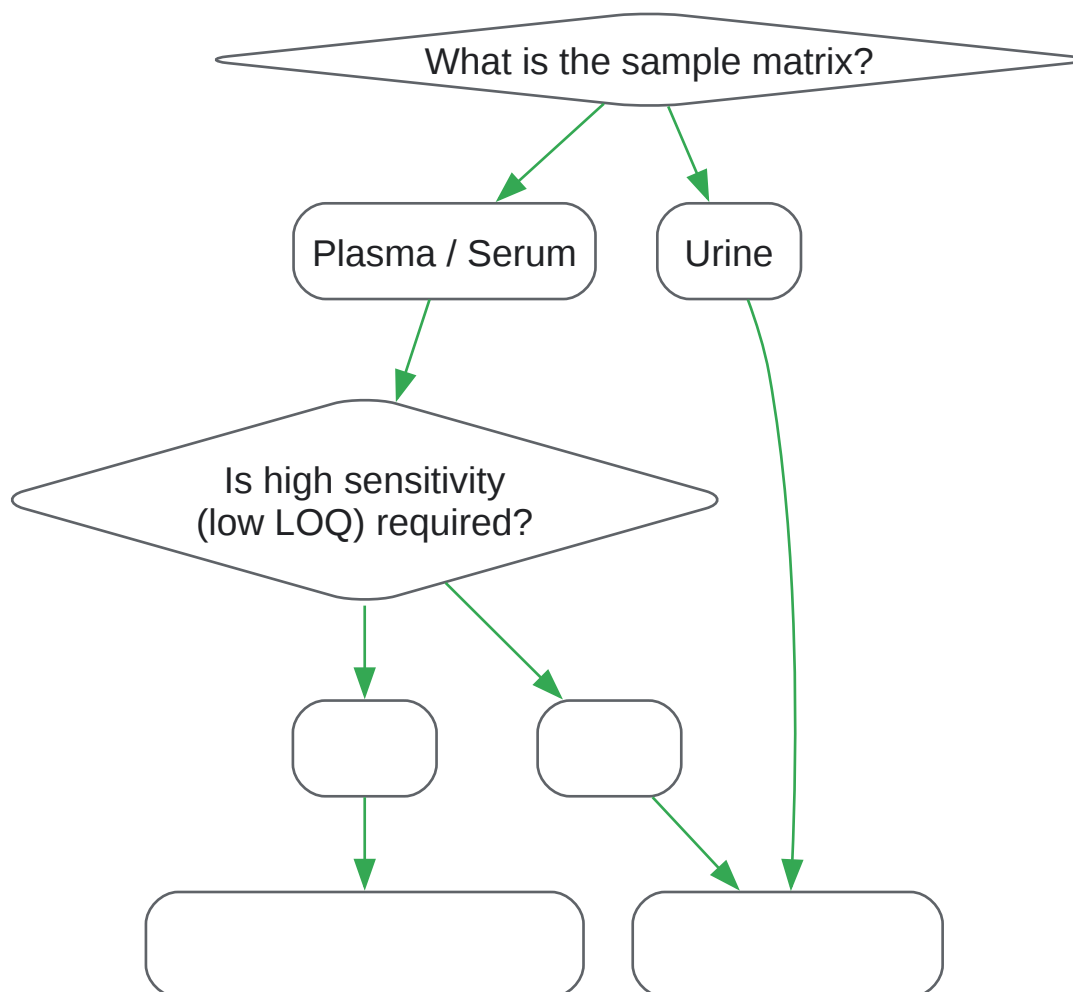 What is the sample matrix?
Plasma / Serum
Urine
Is high sensitivity
(low LOQ) required?